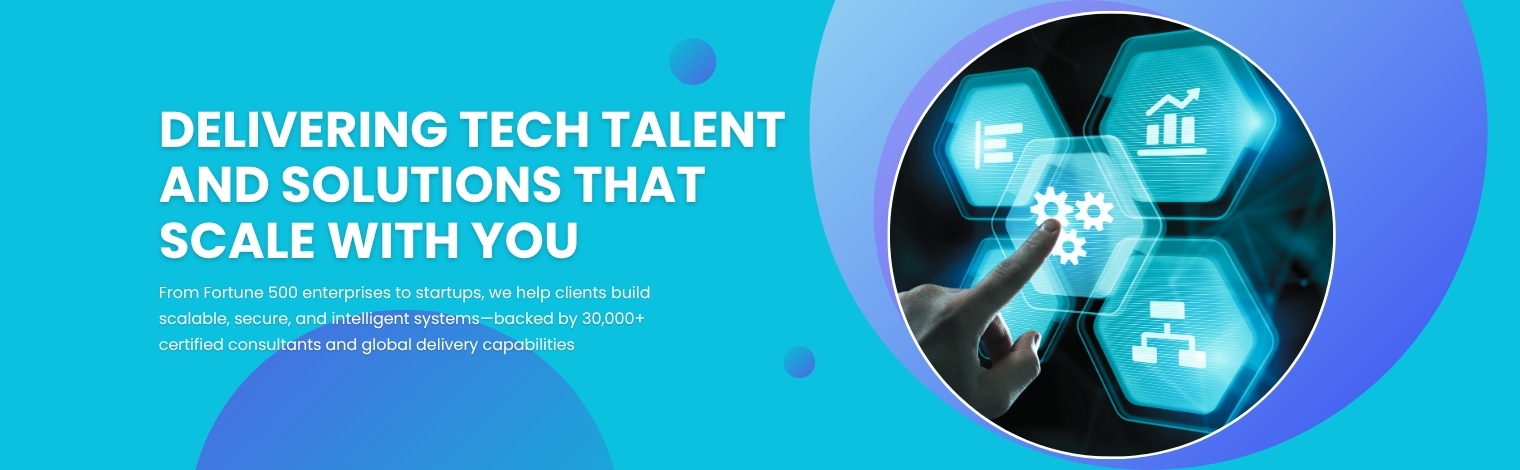 DELIVERING TECH TALENT
AND SOLUTIONS THAT
SCALE WITH YOU
From Fortune 500 enterprises to startups, we help clients build
scalable, secure, and intelligent systems—backed by 30,000+
certified consultants and global delivery capabilities